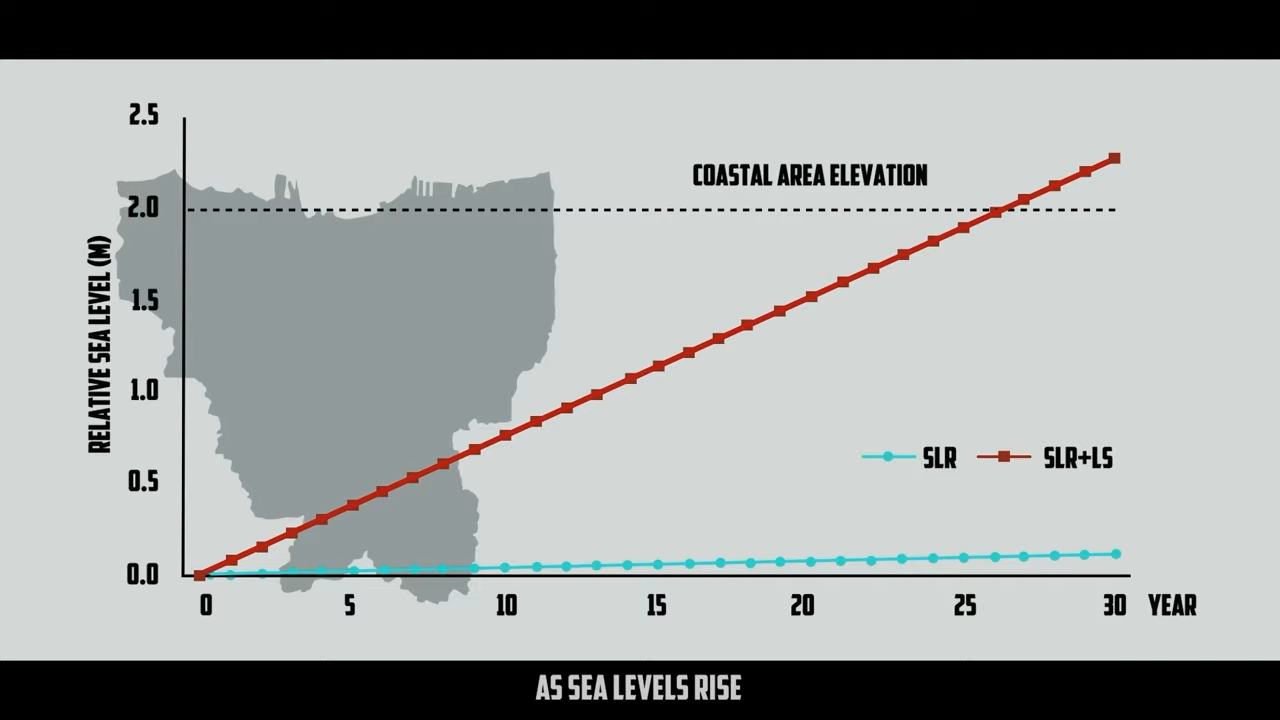 2.5
COASTAL AREA ELEVATION
2.0
RELATIVE SEA LEVEL (M)
1.5
1.0
0.5
SLR SLR+LS
0.0
0 5 10 15 20 25 30 YEAR
AS SEA LEVELS RISE